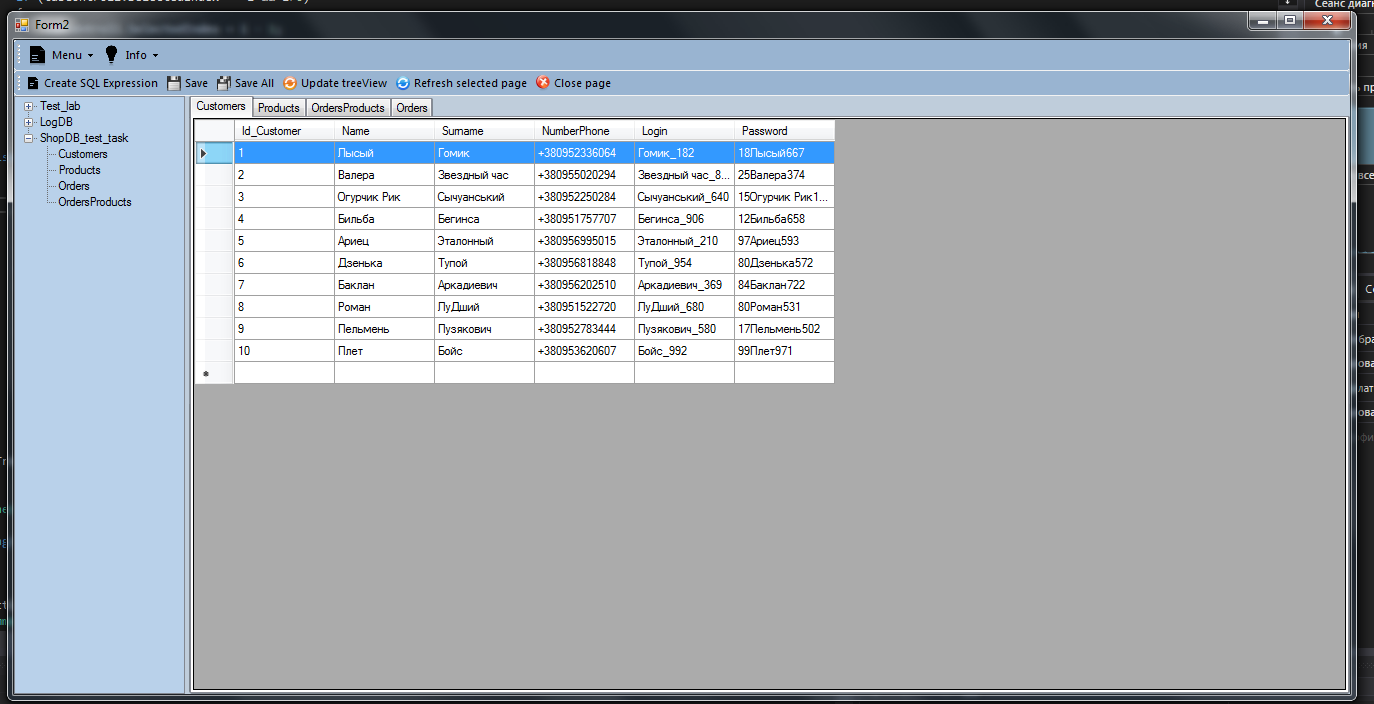 Сеанс диагн
Form2
Menu Info
Create SQL Expression Save Save All Update treeView Refresh selected page Close page
Test_lab
LogDB
ShopDB_test_task
Customers
Products
Orders
OrdersProducts
Customers Products OrdersProducts Orders
Id_Customer Name Surname NumberPhone Login Password
1 Лысый Гомик +380952336064 Гомик_182 18Лысый667
2 Валера Звездный час +380955020294 Звездный час_8... 25Валера374
3 Огурчик Рик Сычуанський +380952250284 Сычуанський_640 15Огурчик Рик1...
4 Бильба Бегинса +380951757707 Бегинса_906 12Бильба658
5 Ариец Эталонный +380956995015 Эталонный_210 97Ариец593
6 Дзенька Тупой +380956818848 Тупой_954 80Дзенька572
7 Баклан Аркадиевич +380956202510 Аркадиевич_369 84Баклан722
8 Роман ЛуДший +380951522720 ЛуДший_680 80Роман531
9 Пельмень Пузякович +380952783444 Пузякович_580 17Пельмень502
10 Плет Бойс +380953620607 Бойс_992 99Плет971